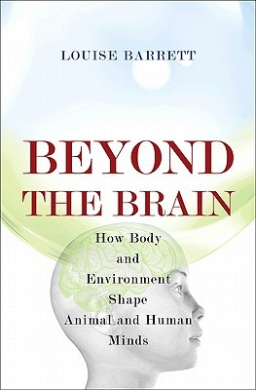 LOUISE BARRETT
BEYOND
THE BRAIN
How Body
and
Environment
Shape
Animal and Human
Minds